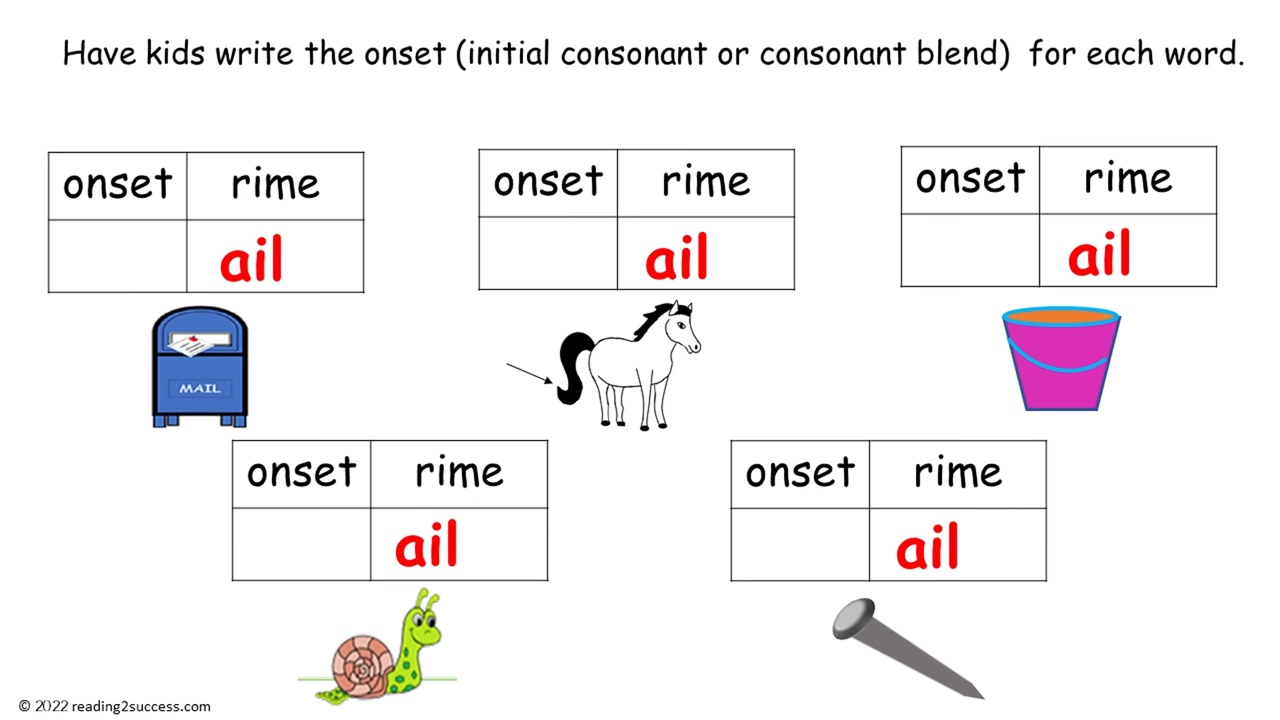 Have kids write the onset (initial consonant or consonant blend)  for each word.
onset rime
ail
onset rime
ail
onset rime
ail
MAIL
onset rime
ail
onset rime
ail
© 2022 reading2success.com